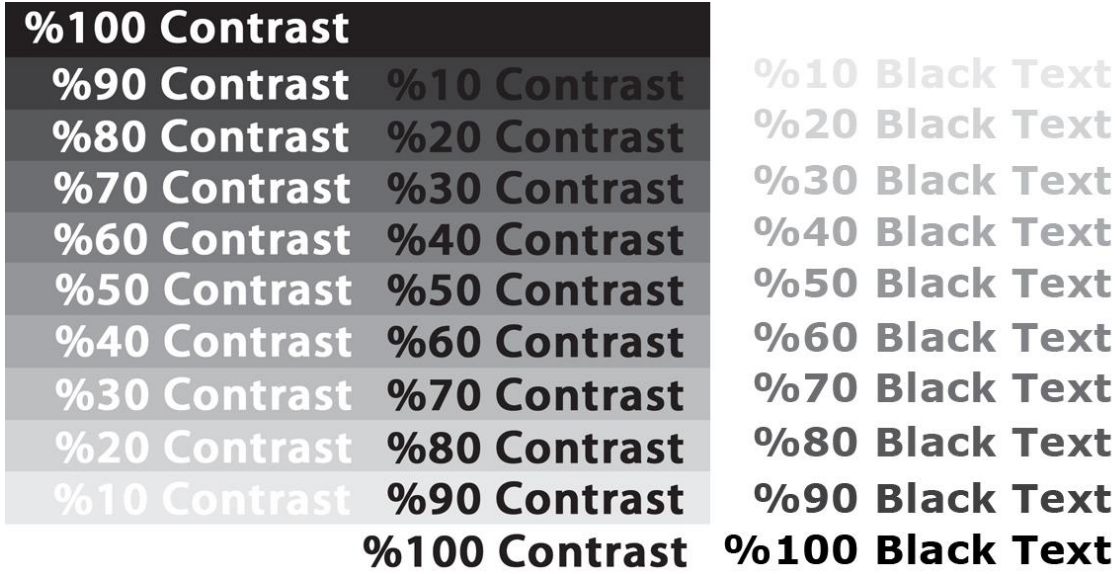 %100 Contrast
%90 Contrast %10 Contrast %10 Black Text
%80 Contrast %20 Contrast %20 Black Text
%70 Contrast %30 Contrast %30 Black Text
%60 Contrast %40 Contrast %40 Black Text
%50 Contrast %50 Contrast %50 Black Text
%40 Contrast %60 Contrast %60 Black Text
%30 Contrast %70 Contrast %70 Black Text
%20 Contrast %80 Contrast %80 Black Text
%10 Contrast %90 Contrast %90 Black Text
%100 Contrast %100 Black Text